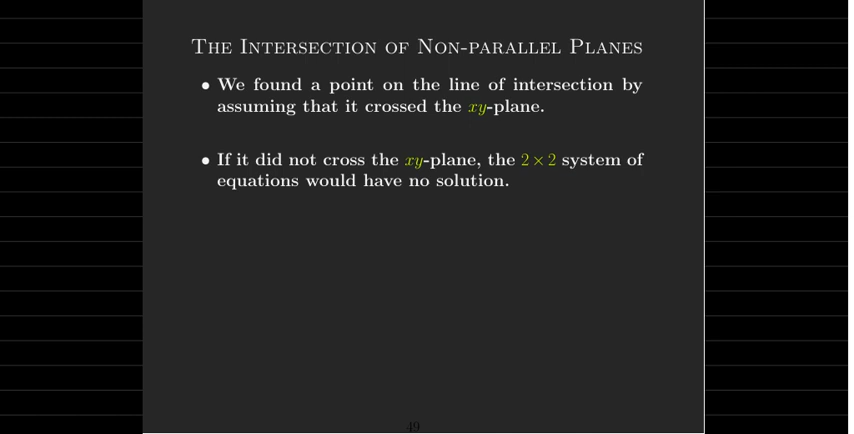 The Intersection of Non-parallel Planes
• We found a point on the line of intersection by
assuming that it crossed the xy-plane.
• If it did not cross the xy-plane, the 2 × 2 system of
equations would have no solution.
49